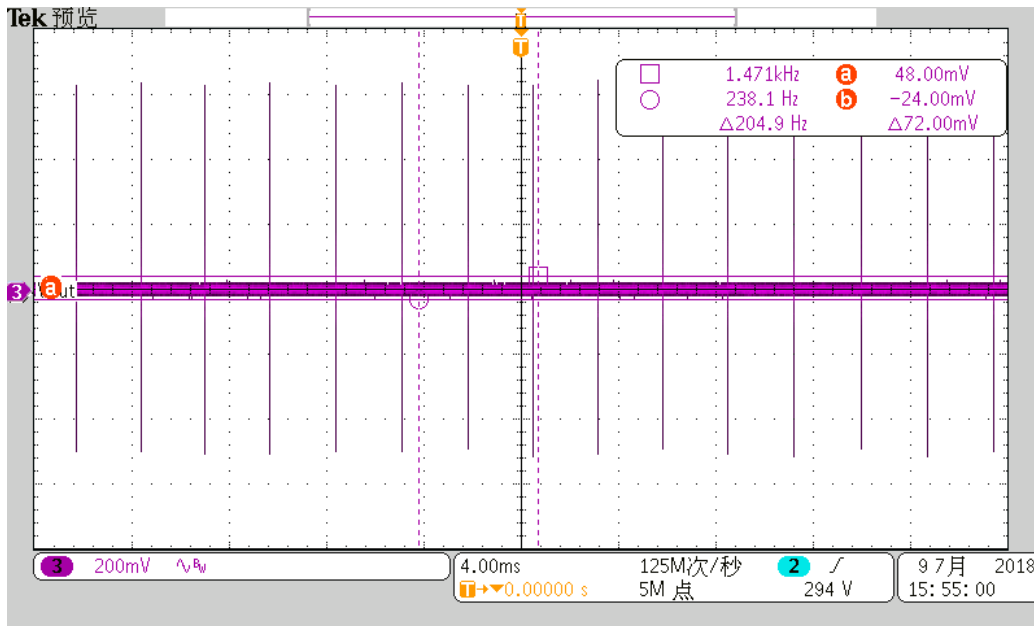 Tek 预览
T
T
1.471kHz a 48.00mV
238.1 Hz b -24.00mV
△204.9 Hz △72.00mV
3 a ut
3 200mV BW 4.00ms 125M次/秒 2 9 7月 2018
T→▼0.00000 s 5M 点 294 V 15:55:00